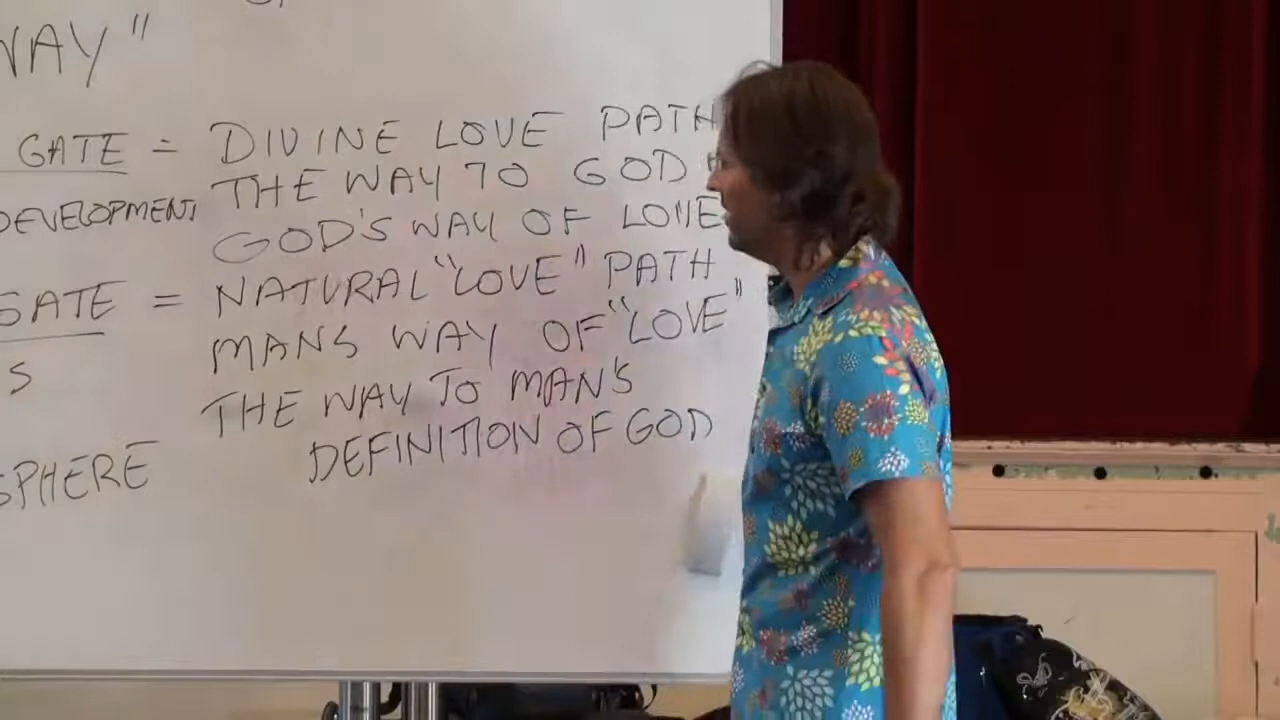 WAY"
GATE = DIVINE LOVE PATH
THE WAY TO GOD "
DEVELOPMENT
GOD'S WAY OF LOVE
GATE = NATURAL "LOVE" PATH
MANS WAY OF "LOVE"
S
THE WAY TO MAN'S
DEFINITION OF GOD
SPHERE